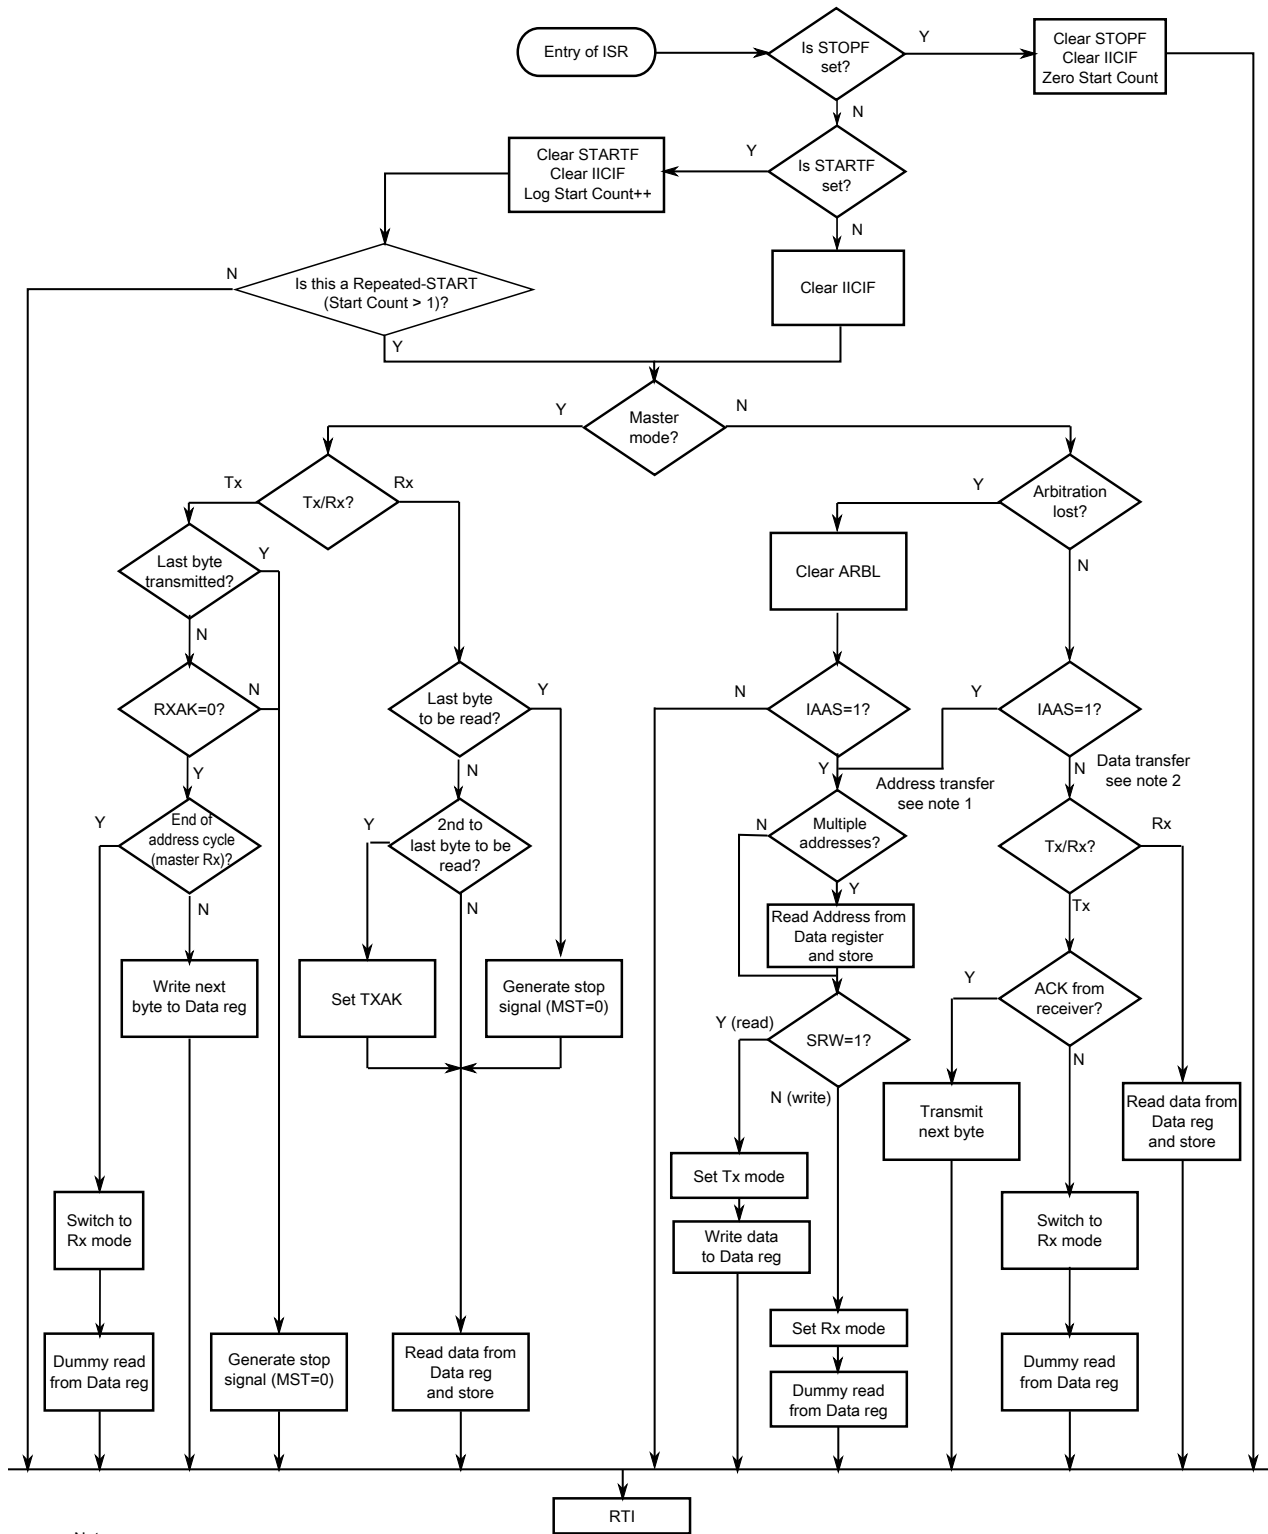 Entry of ISR
Is STOPF
set?
Y
Clear STOPF
Clear IICIF
Zero Start Count
N
Clear STARTF
Clear IICIF
Log Start Count++
Y
Is STARTF
set?
N
N
Is this a Repeated-START
(Start Count > 1)?
Y
Clear IICIF
Y
Master
mode?
N
Tx
Tx/Rx?
Rx
Y
Arbitration
lost?
N
Last byte
transmitted?
Y
N
Clear ARBL
RXAK=0?
N
Y
Last byte
to be read?
Y
N
N
IAAS=1?
Y
Y
IAAS=1?
N
Address transfer
see note 1
Data transfer
see note 2
Y
End of
address cycle
(master Rx)?
N
Y
2nd to
last byte to be
read?
N
N
Multiple
addresses?
Y
Tx/Rx?
Rx
Tx
Read Address from
Data register
and store
Write next
byte to Data reg
Set TXAK
Generate stop
signal (MST=0)
Y (read)
SRW=1?
N (write)
Y
ACK from
receiver?
N
Transmit
next byte
Read data from
Data reg
and store
Set Tx mode
Write data
to Data reg
Switch to
Rx mode
Switch to
Rx mode
Set Rx mode
Dummy read
from Data reg
Generate stop
signal (MST=0)
Read data from
Data reg
and store
Dummy read
from Data reg
Dummy read
from Data reg
RTI